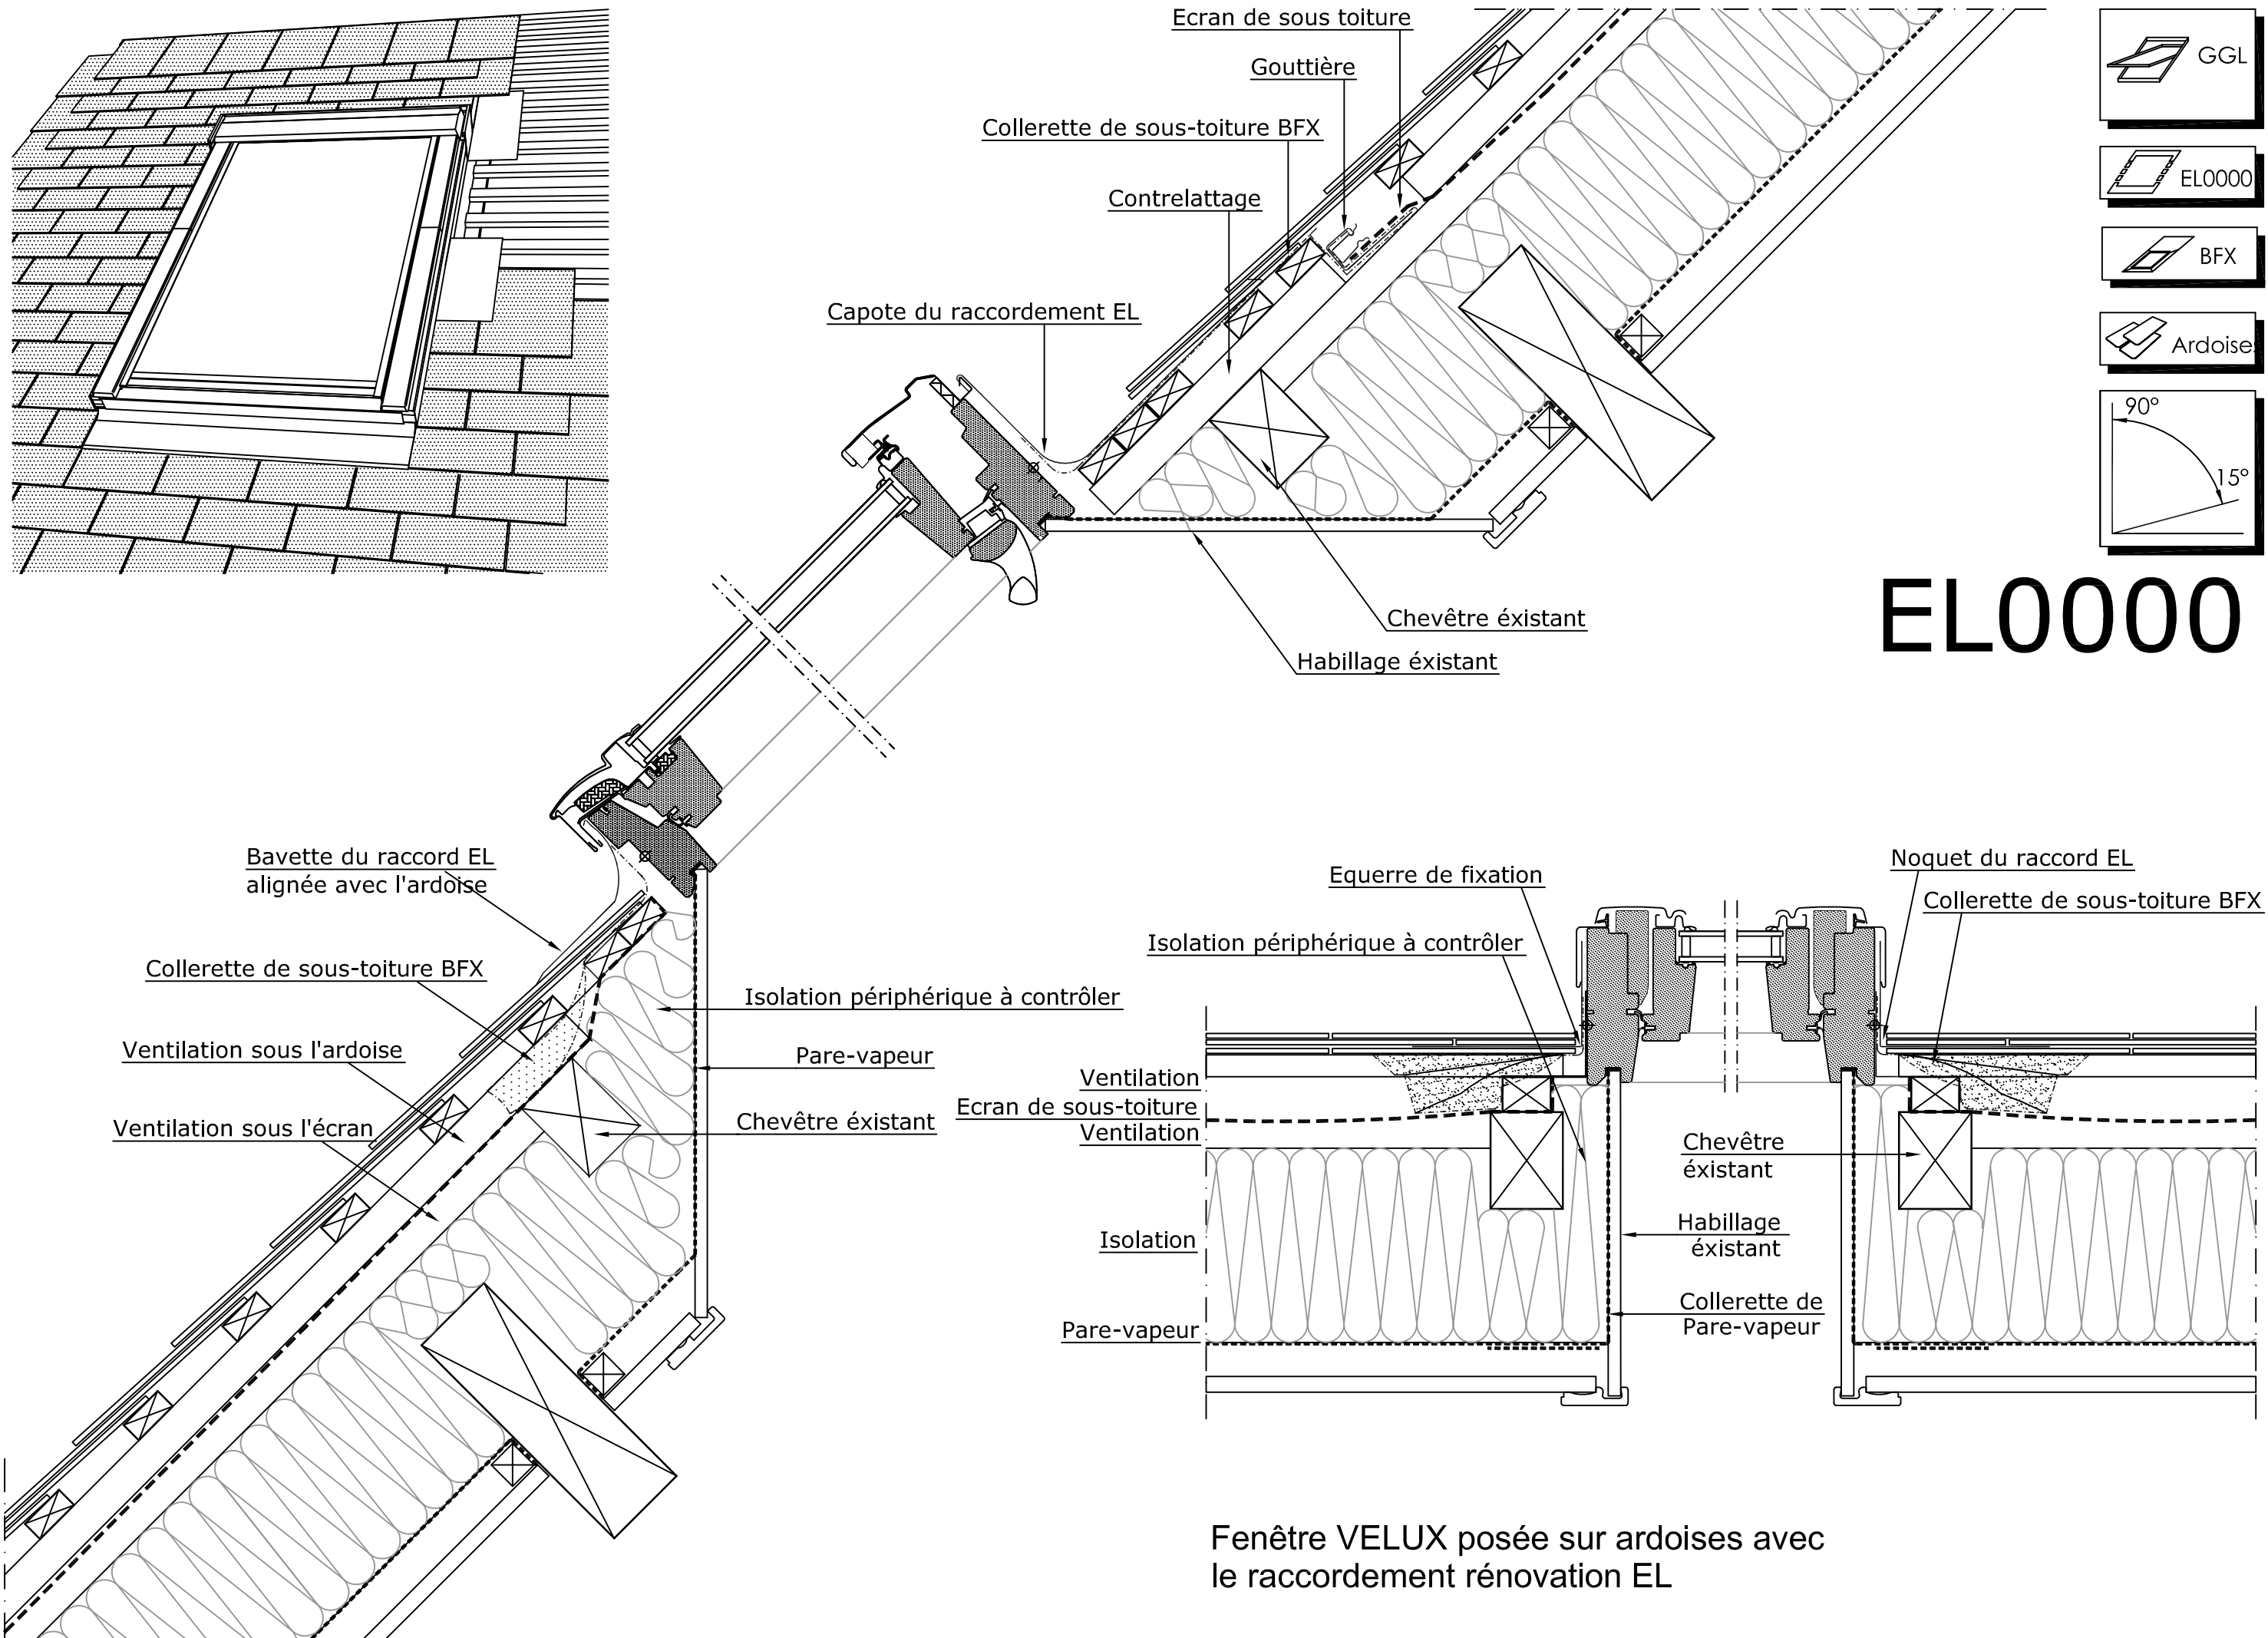 Ecran de sous toiture
Gouttière
Collerette de sous-toiture BFX
Contrelattage
Capote du raccordement EL
Chevêtre éxistant
Habillage éxistant
GGL
EL0000
BFX
Ardoises
90°
15°
EL0000
Bavette du raccord EL
alignée avec l'ardoise
Collerette de sous-toiture BFX
Ventilation sous l'ardoise
Ventilation sous l'écran
Isolation périphérique à contrôler
Pare-vapeur
Chevêtre éxistant
Equerre de fixation
Isolation périphérique à contrôler
Noquet du raccord EL
Collerette de sous-toiture BFX
Ventilation
Ecran de sous-toiture
Ventilation
Isolation
Pare-vapeur
Chevêtre
éxistant
Habillage
éxistant
Collerette de
Pare-vapeur
Fenêtre VELUX posée sur ardoises avec
le raccordement rénovation EL